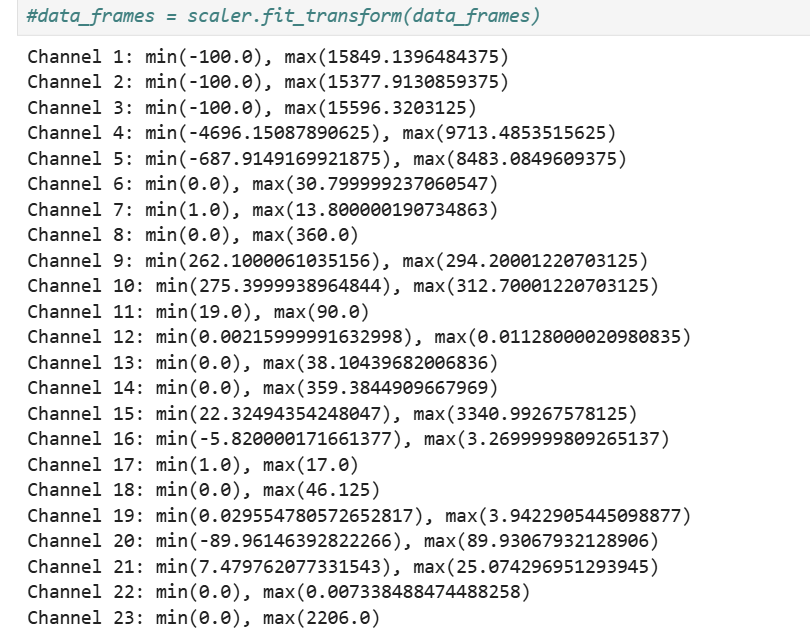 #data_frames = scaler.fit_transform(data_frames)
Channel 1: min(-100.0), max(15849.1396484375)
Channel 2: min(-100.0), max(15377.9130859375)
Channel 3: min(-100.0), max(15596.3203125)
Channel 4: min(-4696.15087890625), max(9713.4853515625)
Channel 5: min(-687.9149169921875), max(8483.0849609375)
Channel 6: min(0.0), max(30.799999237060547)
Channel 7: min(1.0), max(13.800000190734863)
Channel 8: min(0.0), max(360.0)
Channel 9: min(262.1000061035156), max(294.20001220703125)
Channel 10: min(275.3999938964844), max(312.70001220703125)
Channel 11: min(19.0), max(90.0)
Channel 12: min(0.00215999991632998), max(0.01128000020980835)
Channel 13: min(0.0), max(38.10439682006836)
Channel 14: min(0.0), max(359.3844909667969)
Channel 15: min(22.32494354248047), max(3340.99267578125)
Channel 16: min(-5.820000171661377), max(3.2699999809265137)
Channel 17: min(1.0), max(17.0)
Channel 18: min(0.0), max(46.125)
Channel 19: min(0.029554780572652817), max(3.9422905445098877)
Channel 20: min(-89.96146392822266), max(89.93067932128906)
Channel 21: min(7.479762077331543), max(25.074296951293945)
Channel 22: min(0.0), max(0.007338488474488258)
Channel 23: min(0.0), max(2206.0)